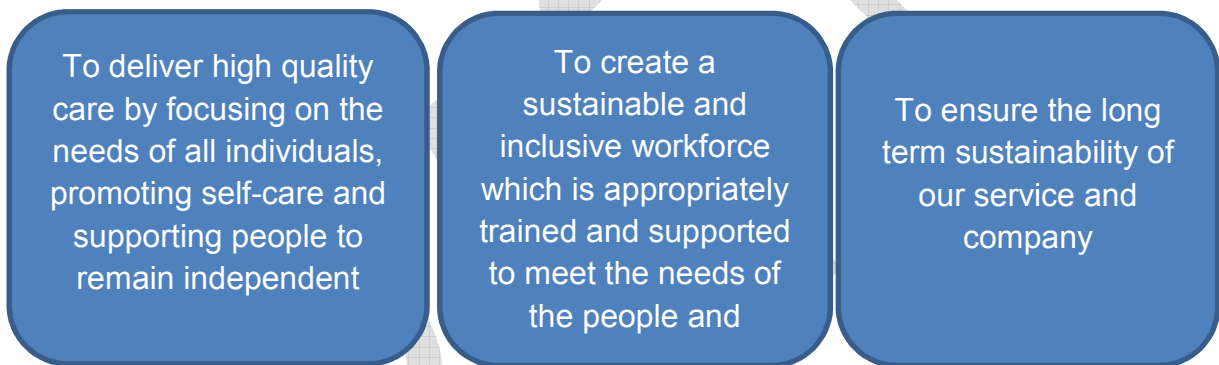 To deliver high quality
care by focusing on the
needs of all individuals,
promoting self-care and
supporting people to
remain independent
To create a
sustainable and
inclusive workforce
which is appropriately
trained and supported
to meet the needs of
the people and
To ensure the long
term sustainability of
our service and
company